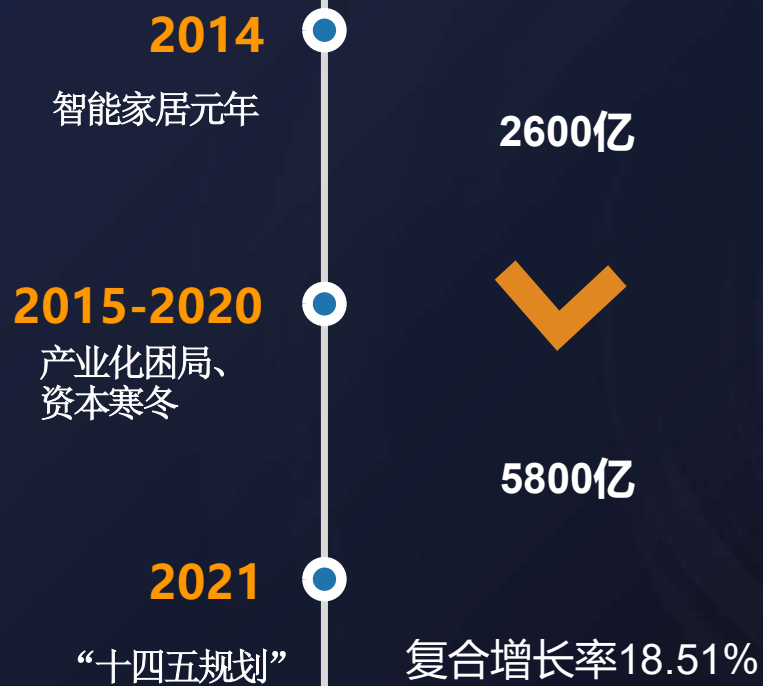 2014
智能家居元年
2600亿
2015-2020
产业化困局、
资本寒冬
5800亿
2021
“十四五规划”
复合增长率18.51%